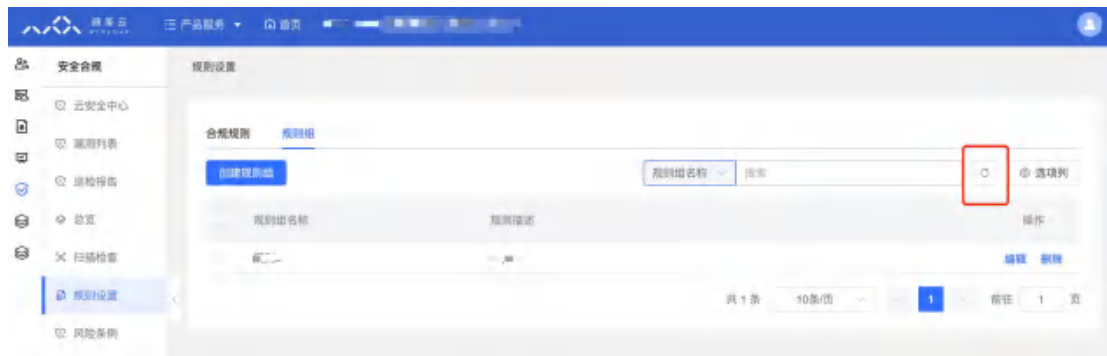 产品服务 首页
安全合规
云安全中心
漏洞列表
巡检报告
总览
扫描检查
规则设置
风险条例
规则设置
合规规则 规则组
创建规则组 规则组名称 搜索 选项列
规则组名称 规则描述 操作
编辑 删除
共 1 条 10条/页 1 前往 1 页